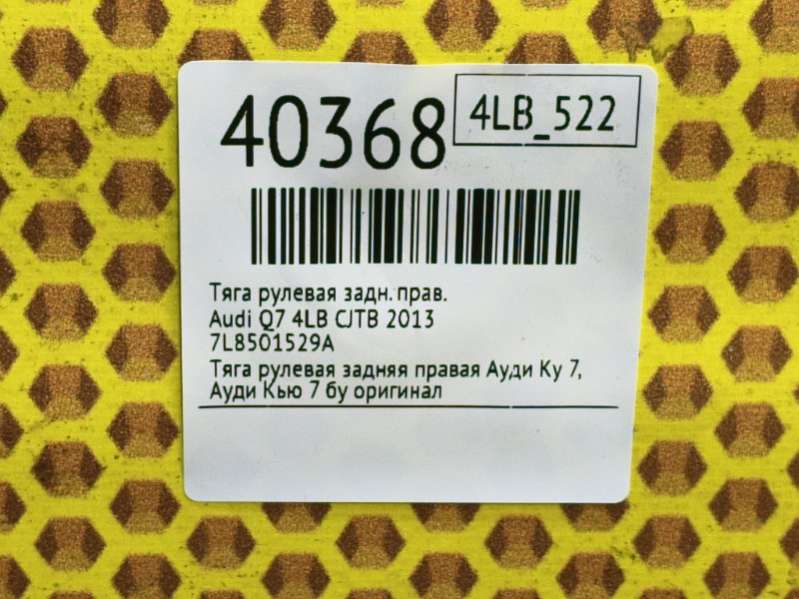 40368
4LB_522
Тяга рулевая задн. прав.
Audi Q7 4LB CJTB 2013
7L8501529A
Тяга рулевая задняя правая Ауди Ку 7,
Ауди Кью 7 бу оригинал